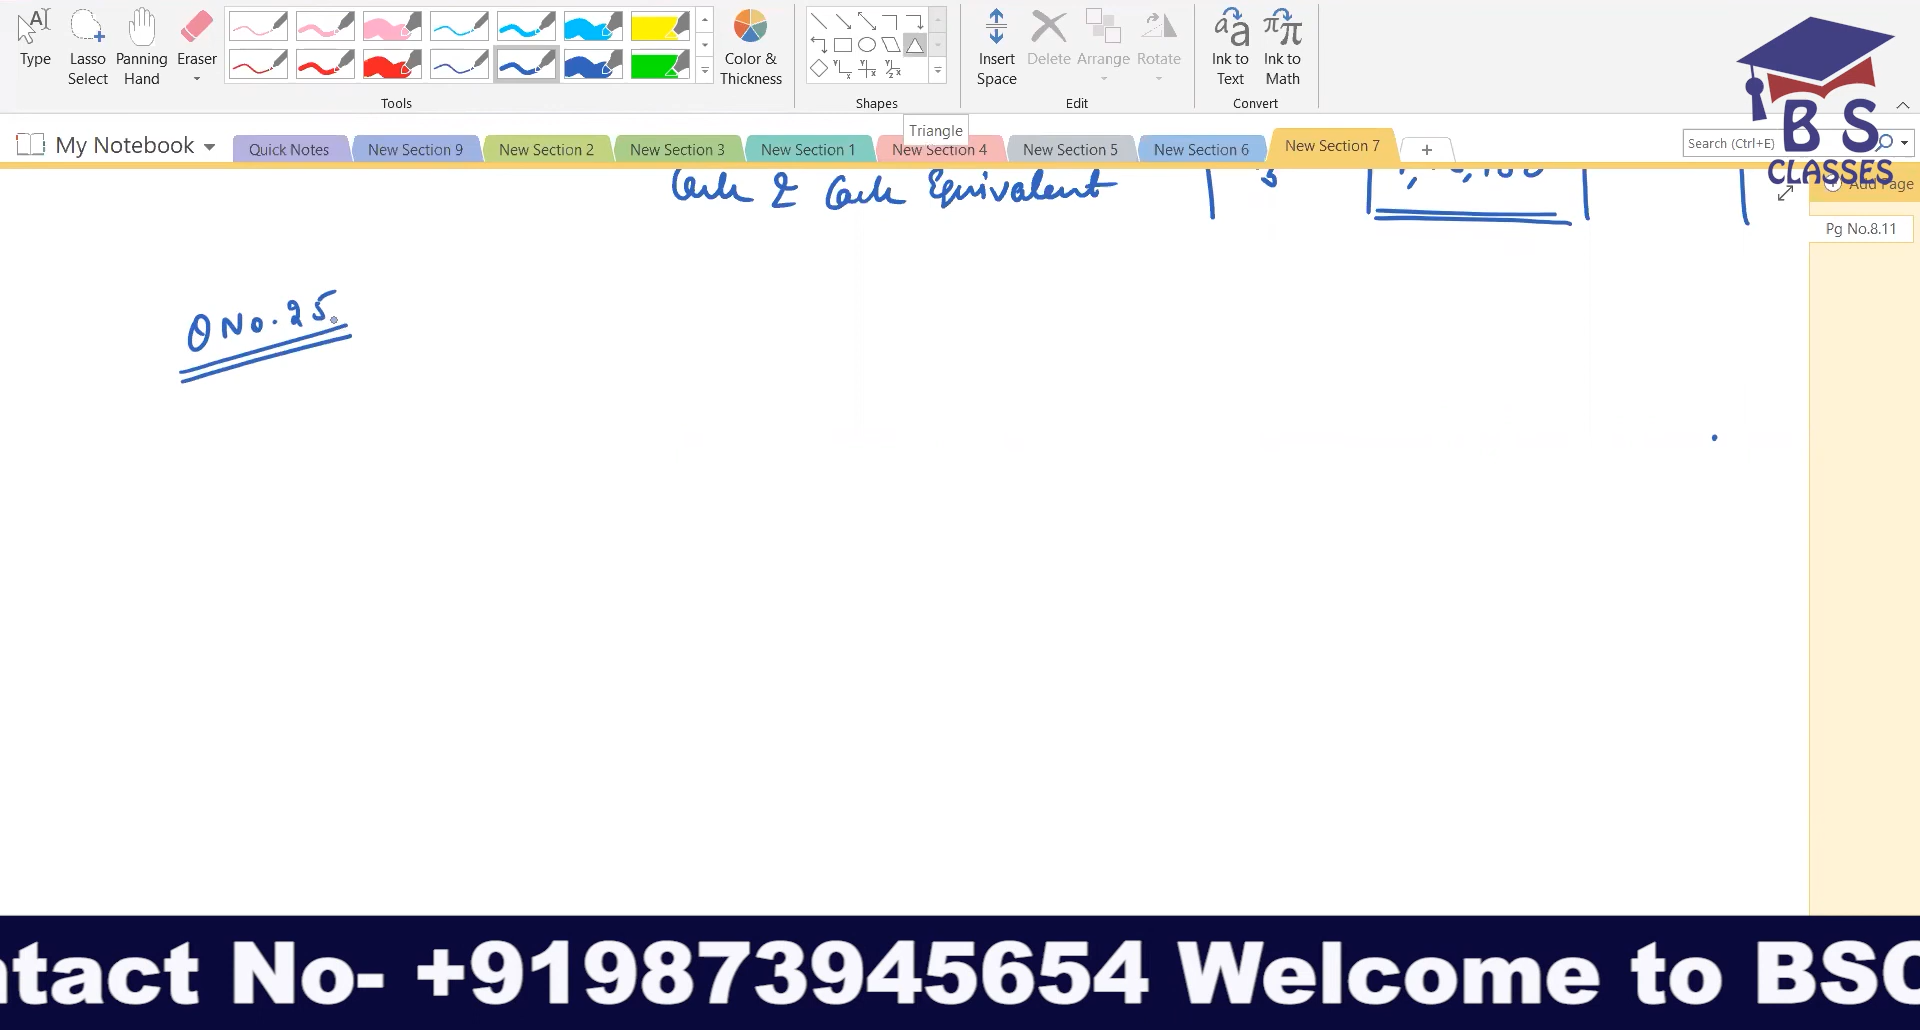 Type
Lasso Select
Panning Hand
Eraser
Color & Thickness
Insert Space
Delete
Arrange
Rotate
Ink to Text
Ink to Math
Tools
Shapes
Edit
Convert
Triangle
My Notebook
Quick Notes
New Section 9
New Section 2
New Section 3
New Section 1
New Section 4
New Section 5
New Section 6
New Section 7
Search (Ctrl+E)
B S
CLASSES
Add Page
Pg No.8.11
Cash & Cash Equivalent
Q No. 25.
ntact No- +919873945654 Welcome to BSC